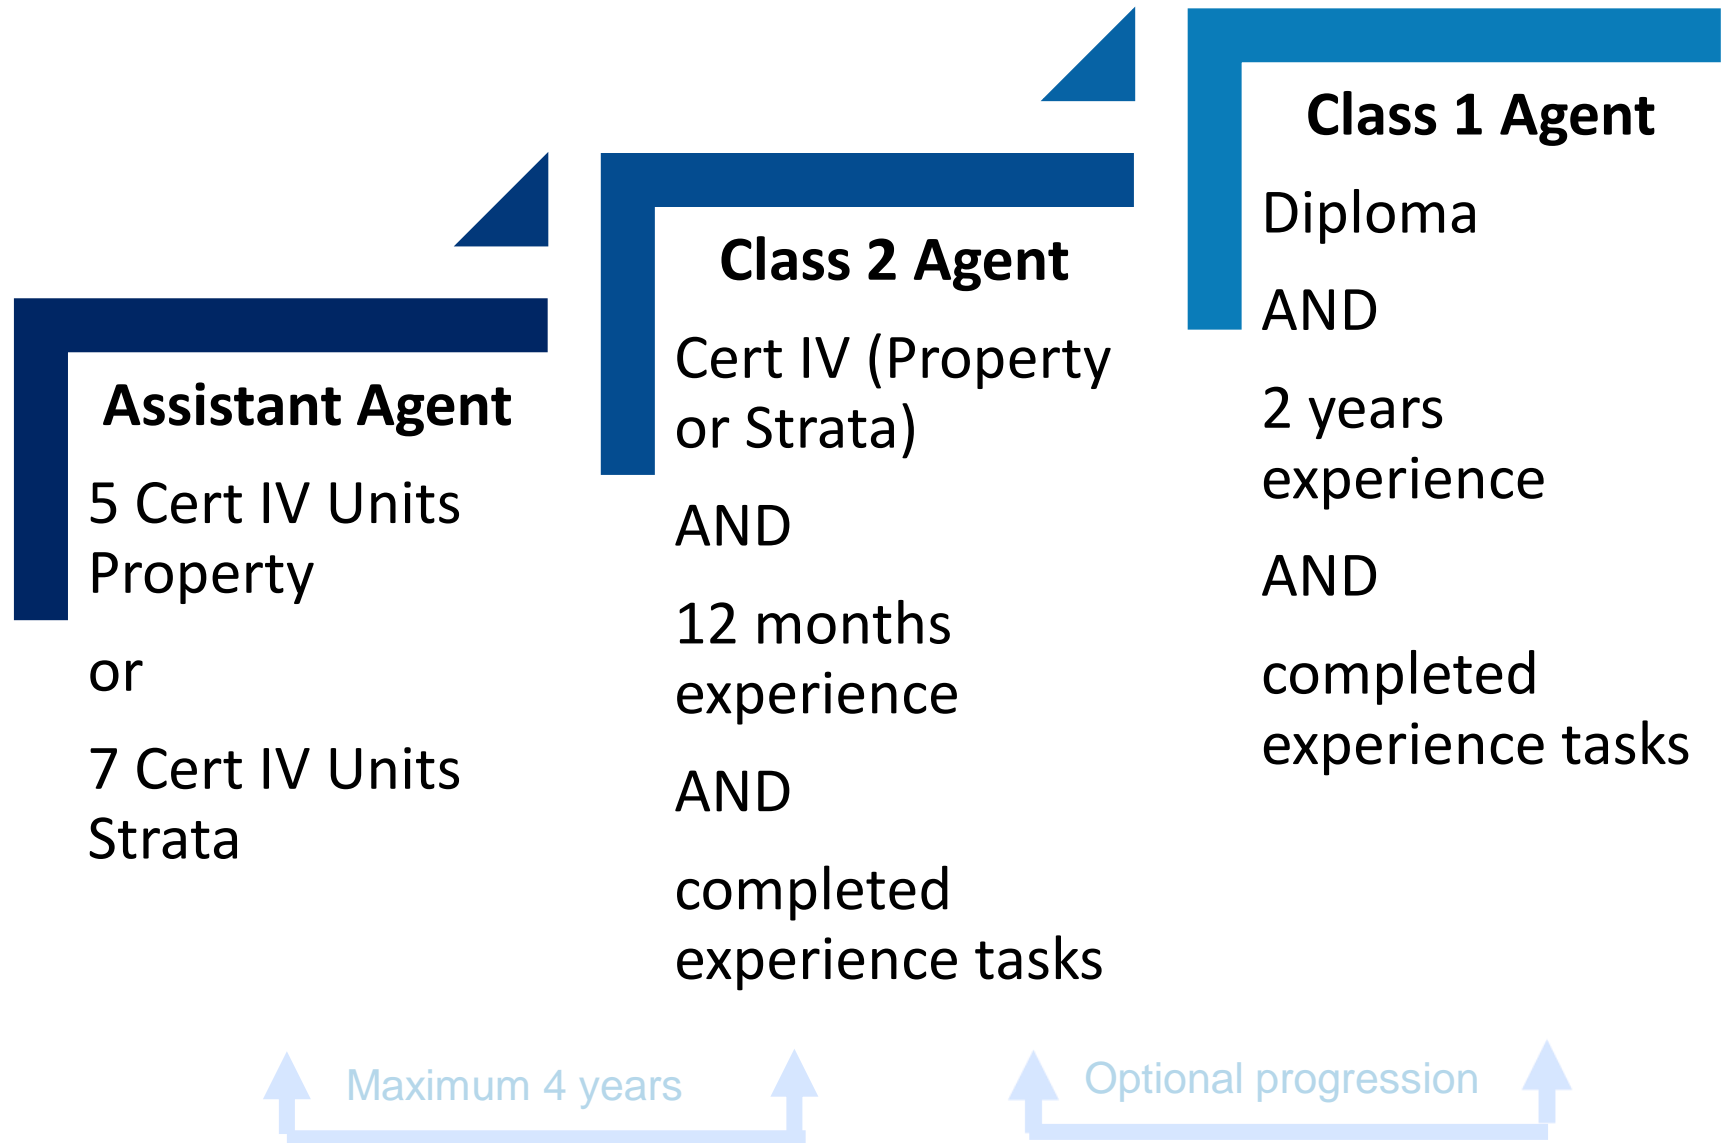 Assistant Agent
5 Cert IV Units
Property
or
7 Cert IV Units
Strata
Class 2 Agent
Cert IV (Property
or Strata)
AND
12 months
experience
AND
completed
experience tasks
Class 1 Agent
Diploma
AND
2 years
experience
AND
completed
experience tasks
Maximum 4 years
Optional progression